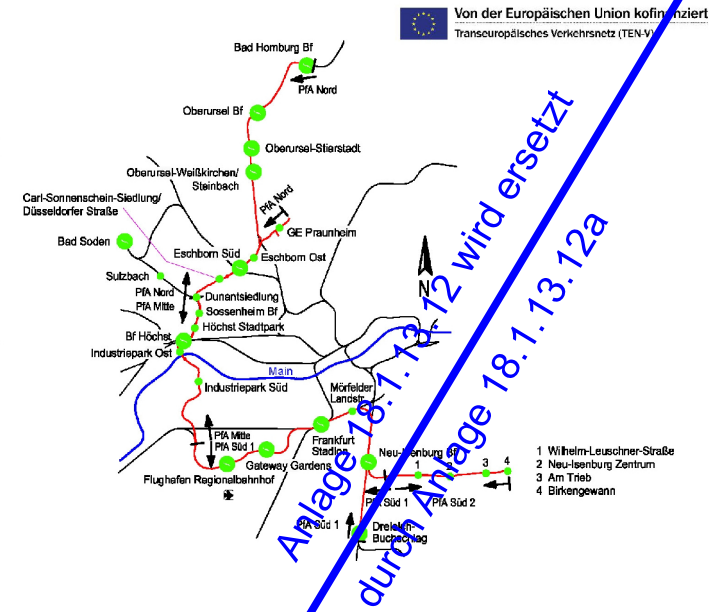 Von der Europäischen Union kofinanziert
Transeuropäisches Verkehrsnetz (TEN-V)
Bad Homburg Bf
PfA Nord
Oberursel Bf
Oberursel-Stierstadt
Oberursel-Weißkirchen/
Steinbach
Carl-Sonnenschein-Siedlung/
Düsseldorfer Straße
PfA Nord
GE Praunheim
Bad Soden
Eschborn Süd
Eschborn Ost
Sulzbach
PfA Nord
PfA Mitte
Dunantsiedlung
Sossenheim Bf
Höchst Stadtpark
Bf Höchst
Industriepark Ost
N
Main
Industriepark Süd
Mörfelder
Landstr.
PfA Mitte
PfA Süd 1
Frankfurt
Stadion
Gateway Gardens
Flughafen Regionalbahnhof
Neu-Isenburg Bf
1
3
4
PfA Süd 1
PfA Süd 2
PfA Süd 1
Dreieich-
Buchschlag
1 Wilhelm-Leuschner-Straße
2 Neu-Isenburg Zentrum
3 Am Trieb
4 Birkengewann
Anlage 18.1.13.12 wird ersetzt
durch Anlage 18.1.13.12a